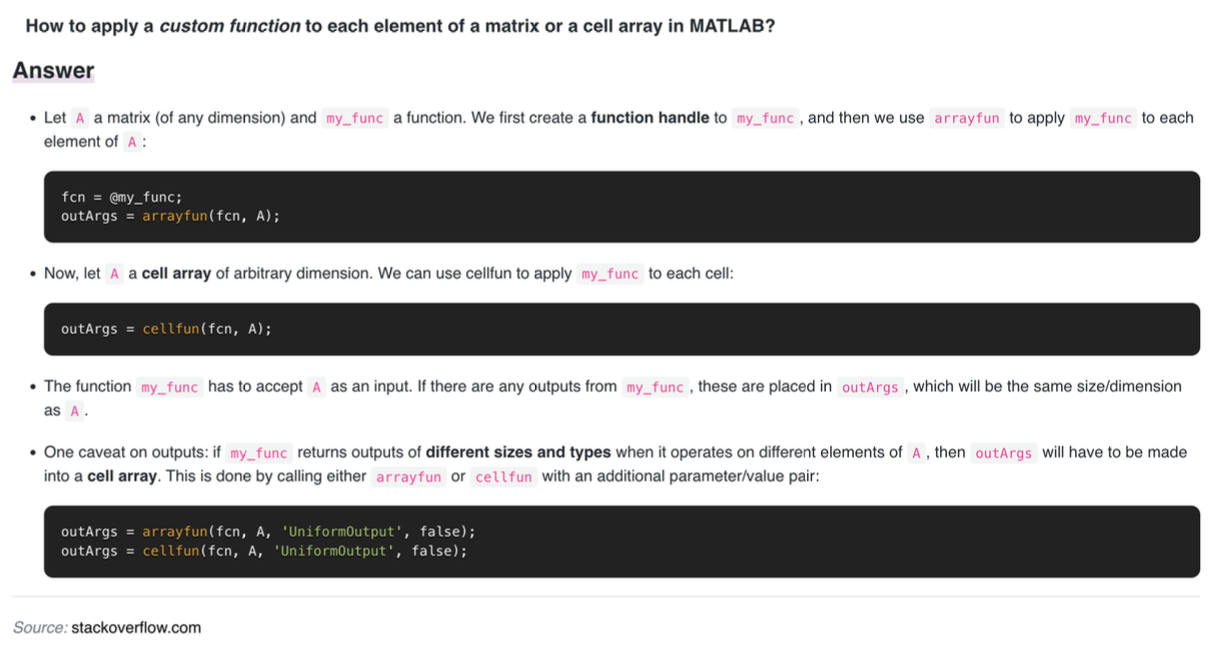 How to apply a custom function to each element of a matrix or a cell array in MATLAB?
Answer
• Let A a matrix (of any dimension) and my_func a function. We first create a function handle to my_func , and then we use arrayfun to apply my_func to each
element of A :
fcn = @my_func;
outArgs = arrayfun(fcn, A);
• Now, let A a cell array of arbitrary dimension. We can use cellfun to apply my_func to each cell:
outArgs = cellfun(fcn, A);
• The function my_func has to accept A as an input. If there are any outputs from my_func , these are placed in outArgs , which will be the same size/dimension
as A .
• One caveat on outputs: if my_func returns outputs of different sizes and types when it operates on different elements of A , then outArgs will have to be made
into a cell array. This is done by calling either arrayfun or cellfun with an additional parameter/value pair:
outArgs = arrayfun(fcn, A, 'UniformOutput', false);
outArgs = cellfun(fcn, A, 'UniformOutput', false);
Source: stackoverflow.com